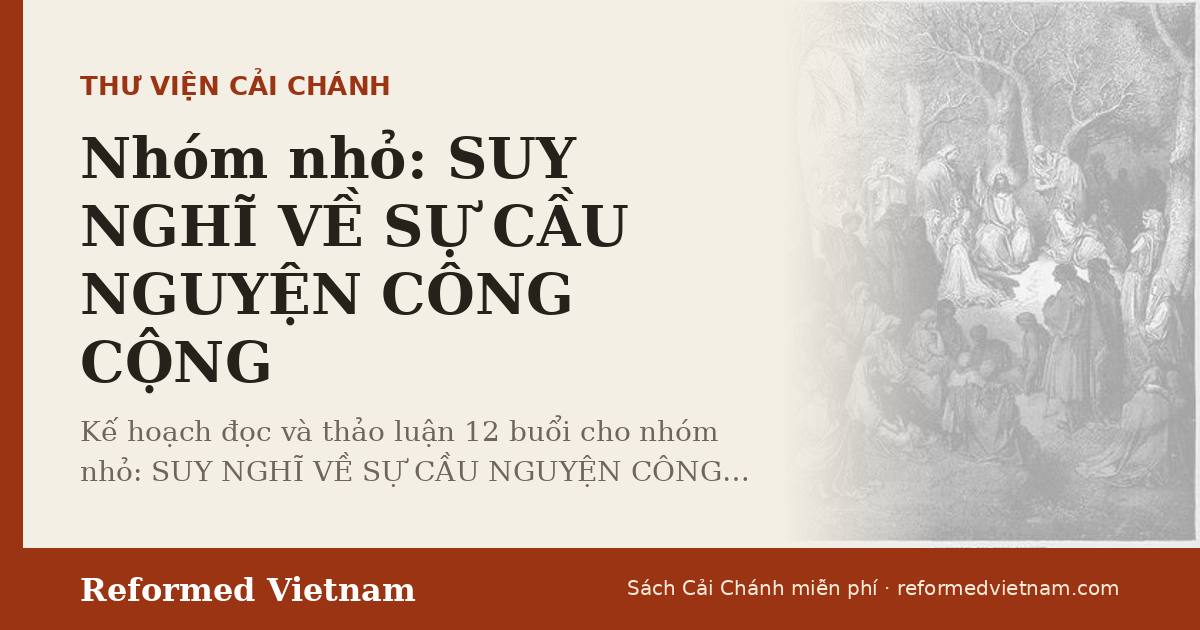 THƯ VIỆN CẢI CHÁNH
Nhóm nhỏ: SUY
NGHĨ VỀ SỰ CẦU
NGUYỆN CÔNG
CỘNG
Kế hoạch đọc và thảo luận 12 buổi cho nhóm
nhỏ: SUY NGHĨ VỀ SỰ CẦU NGUYỆN CÔNG...
Reformed Vietnam
Sách Cải Chánh miễn phí · reformedvietnam.com